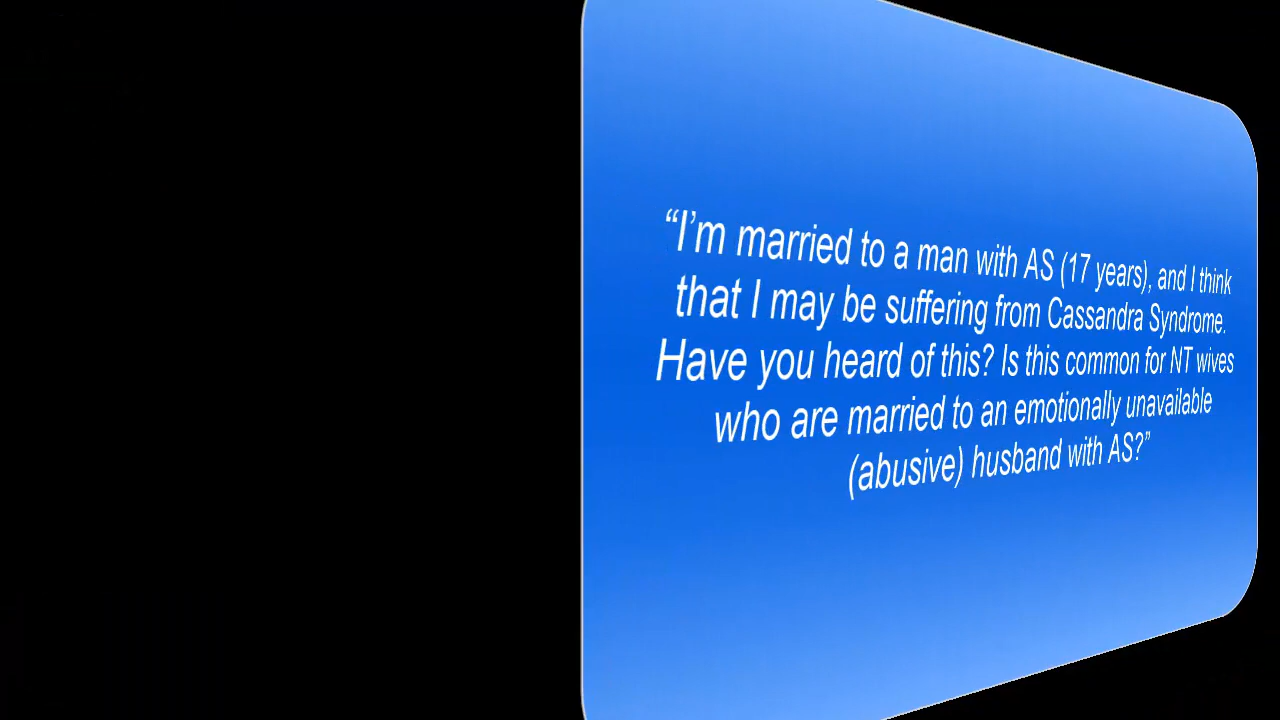 “I’m married to a man with AS (17 years), and I think
that I may be suffering from Cassandra Syndrome.
Have you heard of this? Is this common for NT wives
who are married to an emotionally unavailable
(abusive) husband with AS?”